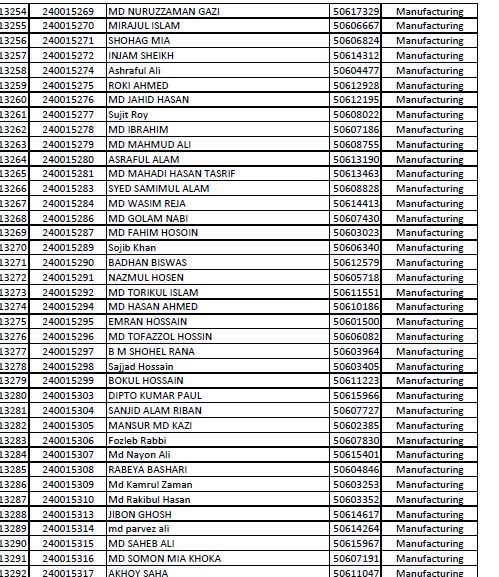 13254 240015269 MD NURUZZAMAN GAZI 50617329 Manufacturing
13255 240015270 MIRAJUL ISLAM 50606667 Manufacturing
13256 240015271 SHOHAG MIA 50606824 Manufacturing
13257 240015272 INJAM SHEIKH 50614312 Manufacturing
13258 240015274 Ashraful Ali 50604477 Manufacturing
13259 240015275 ROKI AHMED 50612928 Manufacturing
13260 240015276 MD JAHID HASAN 50612195 Manufacturing
13261 240015277 Sujit Roy 50608022 Manufacturing
13262 240015278 MD IBRAHIM 50607186 Manufacturing
13263 240015279 MD MAHMUD ALI 50608755 Manufacturing
13264 240015280 ASRAFUL ALAM 50613190 Manufacturing
13265 240015281 MD MAHADI HASAN TASRIF 50613463 Manufacturing
13266 240015283 SYED SAMIMUL ALAM 50608828 Manufacturing
13267 240015284 MD WASIM REJA 50614413 Manufacturing
13268 240015286 MD GOLAM NABI 50607430 Manufacturing
13269 240015287 MD FAHIM HOSOIN 50603023 Manufacturing
13270 240015289 Sojib Khan 50606340 Manufacturing
13271 240015290 BADHAN BISWAS 50612579 Manufacturing
13272 240015291 NAZMUL HOSEN 50605718 Manufacturing
13273 240015292 MD TORIKUL ISLAM 50611551 Manufacturing
13274 240015294 MD HASAN AHMED 50610186 Manufacturing
13275 240015295 EMRAN HOSSAIN 50601500 Manufacturing
13276 240015296 MD TOFAZZOL HOSSIN 50606082 Manufacturing
13277 240015297 B M SHOHEL RANA 50603964 Manufacturing
13278 240015298 Sajjad Hossain 50603405 Manufacturing
13279 240015299 BOKUL HOSSAIN 50611223 Manufacturing
13280 240015303 DIPTO KUMAR PAUL 50615966 Manufacturing
13281 240015304 SANJID ALAM RIBAN 50607727 Manufacturing
13282 240015305 MANSUR MD KAZI 50602385 Manufacturing
13283 240015306 Fozleb Rabbi 50607830 Manufacturing
13284 240015307 Md Nayon Ali 50615401 Manufacturing
13285 240015308 RABEYA BASHARI 50604846 Manufacturing
13286 240015309 Md Kamrul Zaman 50603253 Manufacturing
13287 240015310 Md Rakibul Hasan 50603352 Manufacturing
13288 240015313 JIBON GHOSH 50614617 Manufacturing
13289 240015314 md parvez ali 50614264 Manufacturing
13290 240015315 MD SAHEB ALI 50615967 Manufacturing
13291 240015316 MD SOMON MIA KHOKA 50607191 Manufacturing
13292 240015317 AKHOY SAHA 50611047 Manufacturing